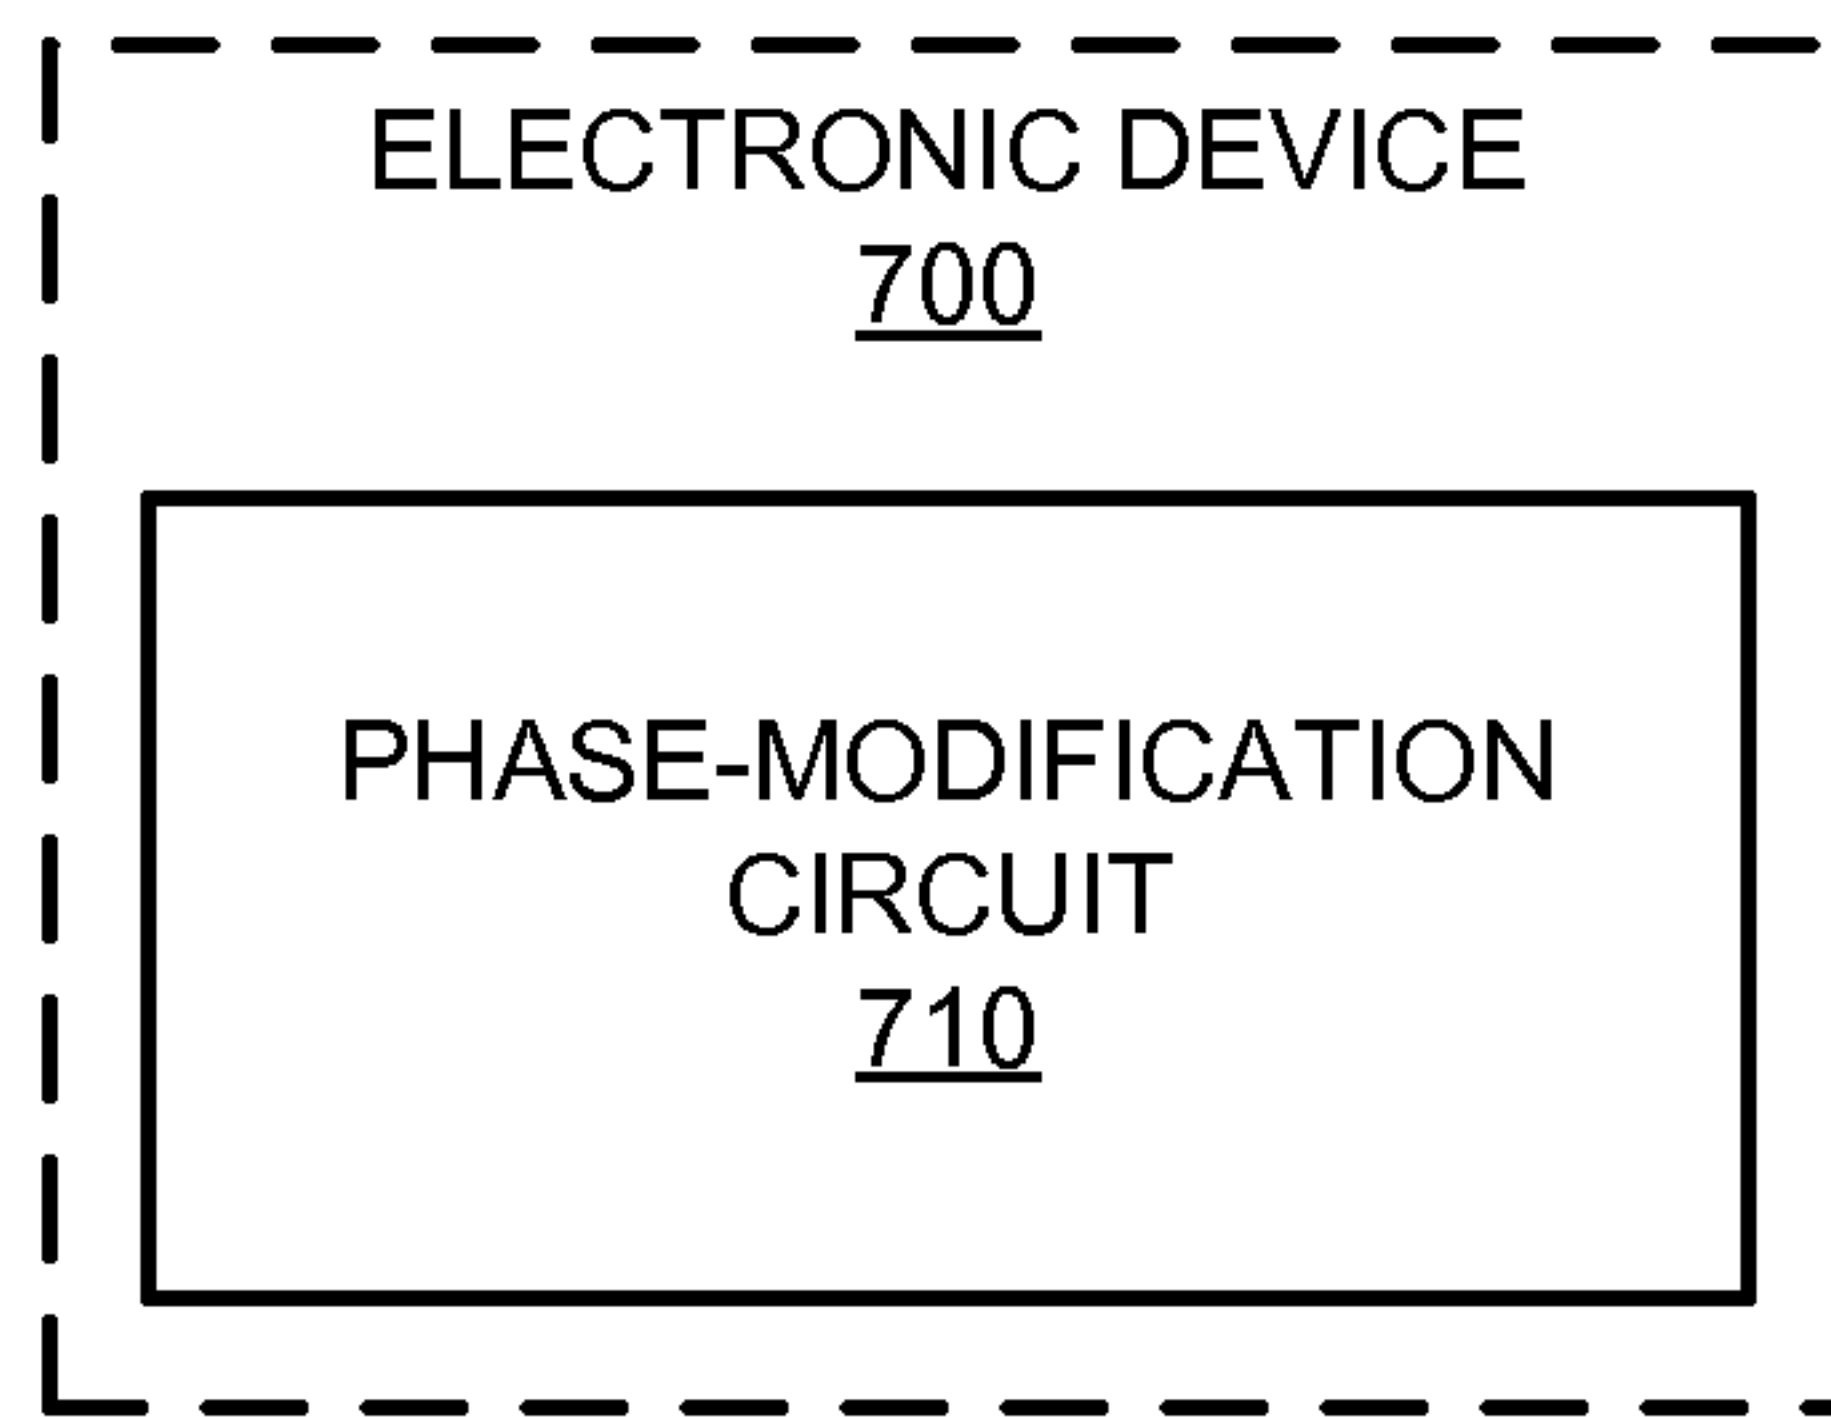 ELECTRONIC DEVICE
700
PHASE-MODIFICATION
CIRCUIT
710